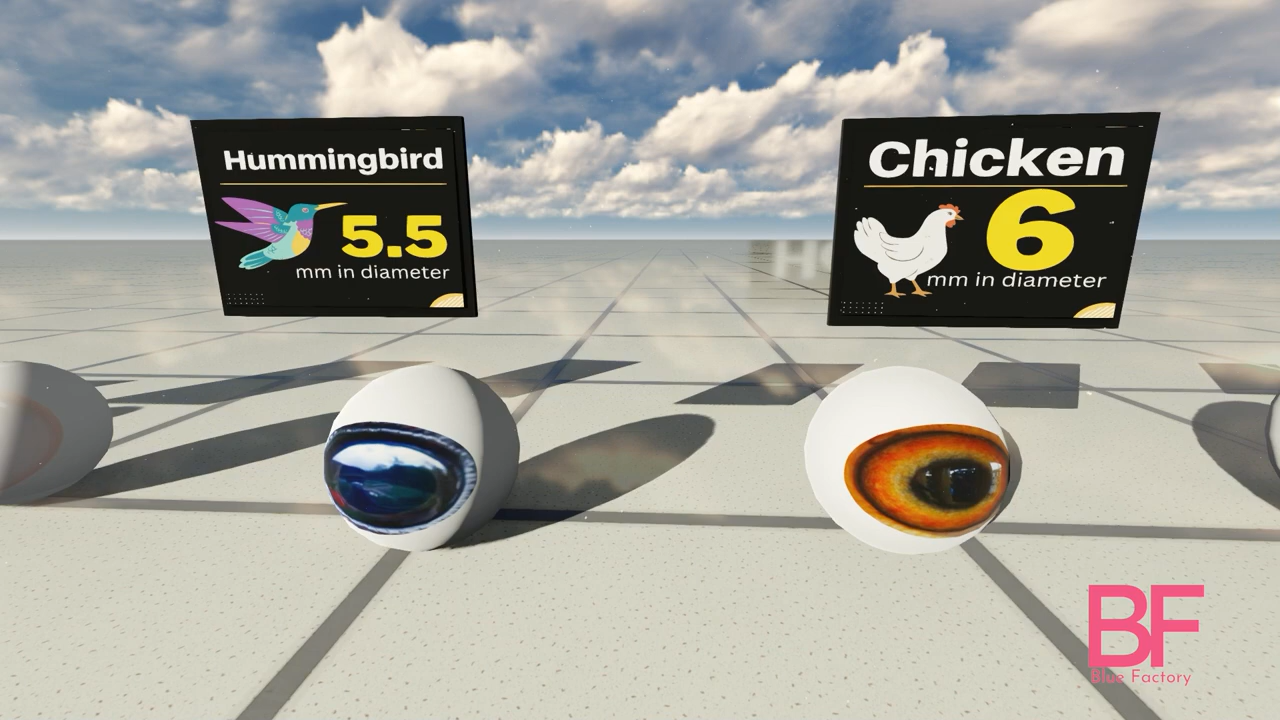 Hummingbird
5.5
mm in diameter
Chicken
6
mm in diameter
BF
Blue Factory